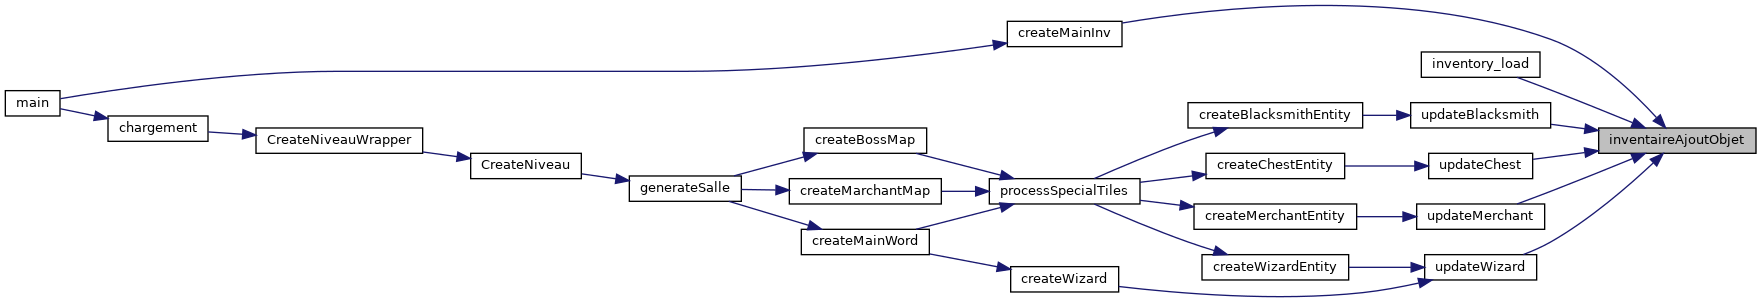 main
chargement
CreateNiveauWrapper
CreateNiveau
generateSalle
createBossMap
createMarchantMap
createMainWord
createMainInv
processSpecialTiles
createWizard
createBlacksmithEntity
createChestEntity
createMerchantEntity
createWizardEntity
inventory_load
updateBlacksmith
updateChest
updateMerchant
updateWizard
inventaireAjoutObjet